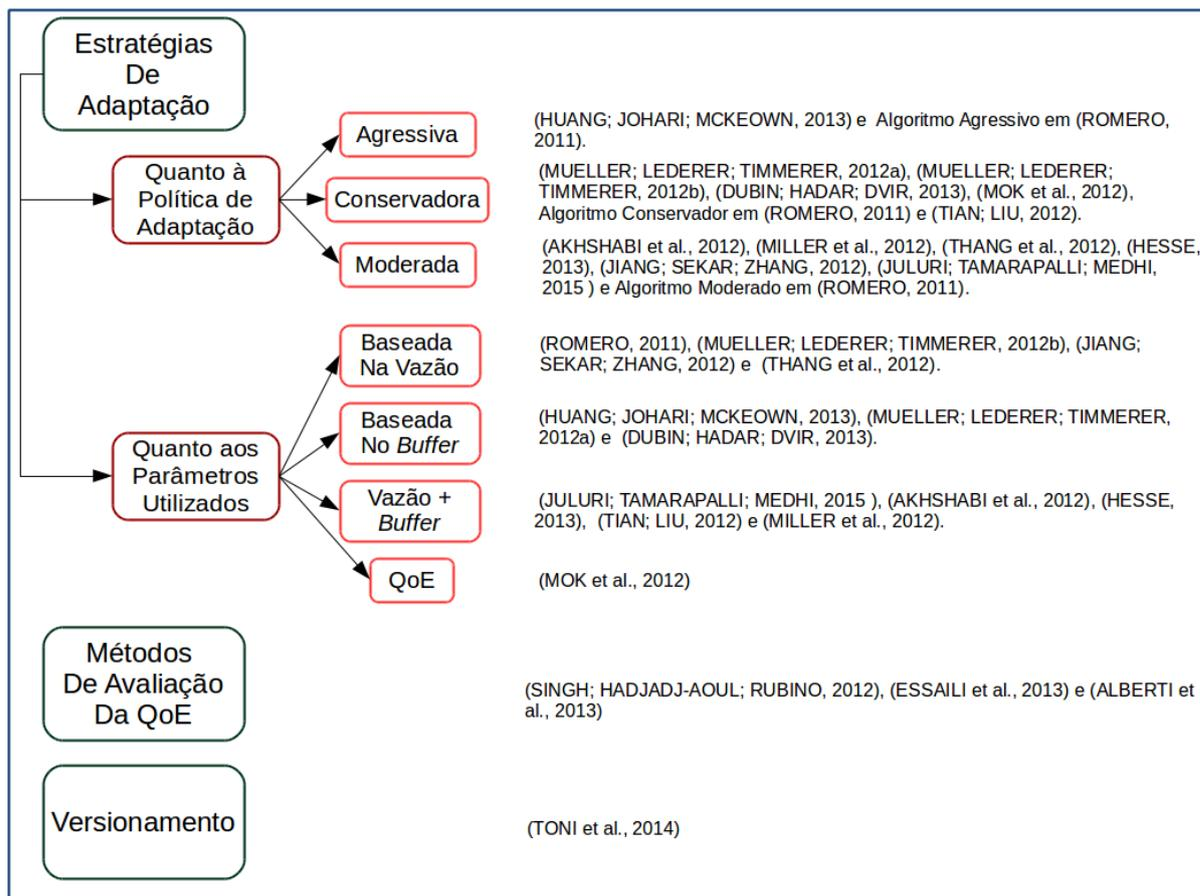 Estratégias
De
Adaptação
Quanto à
Política de
Adaptação
Agressiva
(HUANG; JOHARI; MCKEOWN, 2013) e Algoritmo Agressivo em (ROMERO,
2011).
Conservadora
(MUELLER; LEDERER; TIMMERER, 2012a), (MUELLER; LEDERER;
TIMMERER, 2012b), (DUBIN; HADAR; DVIR, 2013), (MOK et al., 2012),
Algoritmo Conservador em (ROMERO, 2011) e (TIAN; LIU, 2012).
Moderada
(AKHSHABI et al., 2012), (MILLER et al., 2012), (THANG et al., 2012), (HESSE,
2013), (JIANG; SEKAR; ZHANG, 2012), (JULURI; TAMARAPALLI; MEDHI,
2015 ) e Algoritmo Moderado em (ROMERO, 2011).
Quanto aos
Parâmetros
Utilizados
Baseada
Na Vazão
(ROMERO, 2011), (MUELLER; LEDERER; TIMMERER, 2012b), (JIANG;
SEKAR; ZHANG, 2012) e (THANG et al., 2012).
Baseada
No Buffer
(HUANG; JOHARI; MCKEOWN, 2013), (MUELLER; LEDERER; TIMMERER,
2012a) e (DUBIN; HADAR; DVIR, 2013).
Vazão +
Buffer
(JULURI; TAMARAPALLI; MEDHI, 2015 ), (AKHSHABI et al., 2012), (HESSE,
2013), (TIAN; LIU, 2012) e (MILLER et al., 2012).
QoE
(MOK et al., 2012)
Métodos
De Avaliação
Da QoE
(SINGH; HADJADJ-AOUL; RUBINO, 2012), (ESSAILI et al., 2013) e (ALBERTI et
al., 2013)
Versionamento
(TONI et al., 2014)